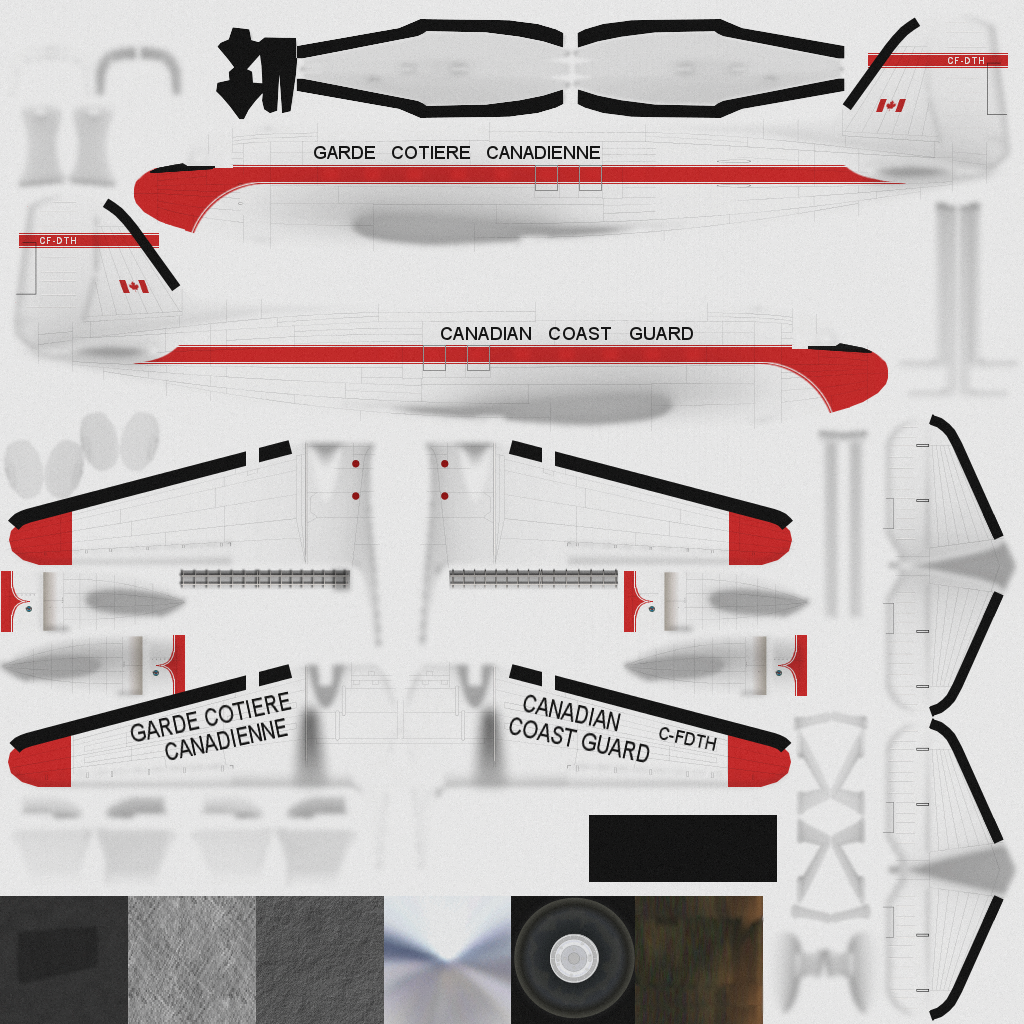 CF-DTH
GARDE COTIERE CANADIENNE
CF-DTH
CANADIAN COAST GUARD
GARDE COTIERE
CANADIENNE
CANADIAN
COAST GUARD
C-FDTH